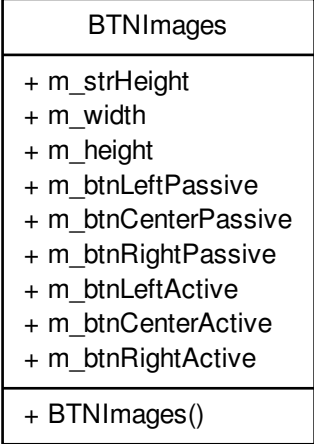 BTNImages
+ m_strHeight
+ m_width
+ m_height
+ m_btnLeftPassive
+ m_btnCenterPassive
+ m_btnRightPassive
+ m_btnLeftActive
+ m_btnCenterActive
+ m_btnRightActive
+ BTNImages()